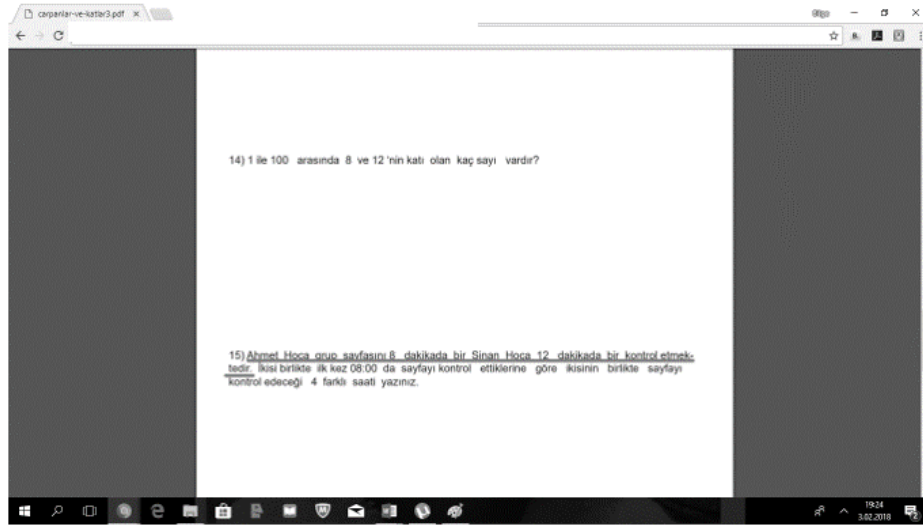 carpanlar-ve-katlar3.pdf
14) 1 ile 100 arasında 8 ve 12 'nin katı olan kaç sayı vardır?
15) Ahmet Hoca grup sayfasını 8 dakikada bir Sinan Hoca 12 dakikada bir kontrol etmek-
tedir. İkisi birlikte ilk kez 08:00 da sayfayı kontrol ettiklerine göre ikisinin birlikte sayfayı
kontrol edeceği 4 farklı saati yazınız.
19:24
3.02.2018